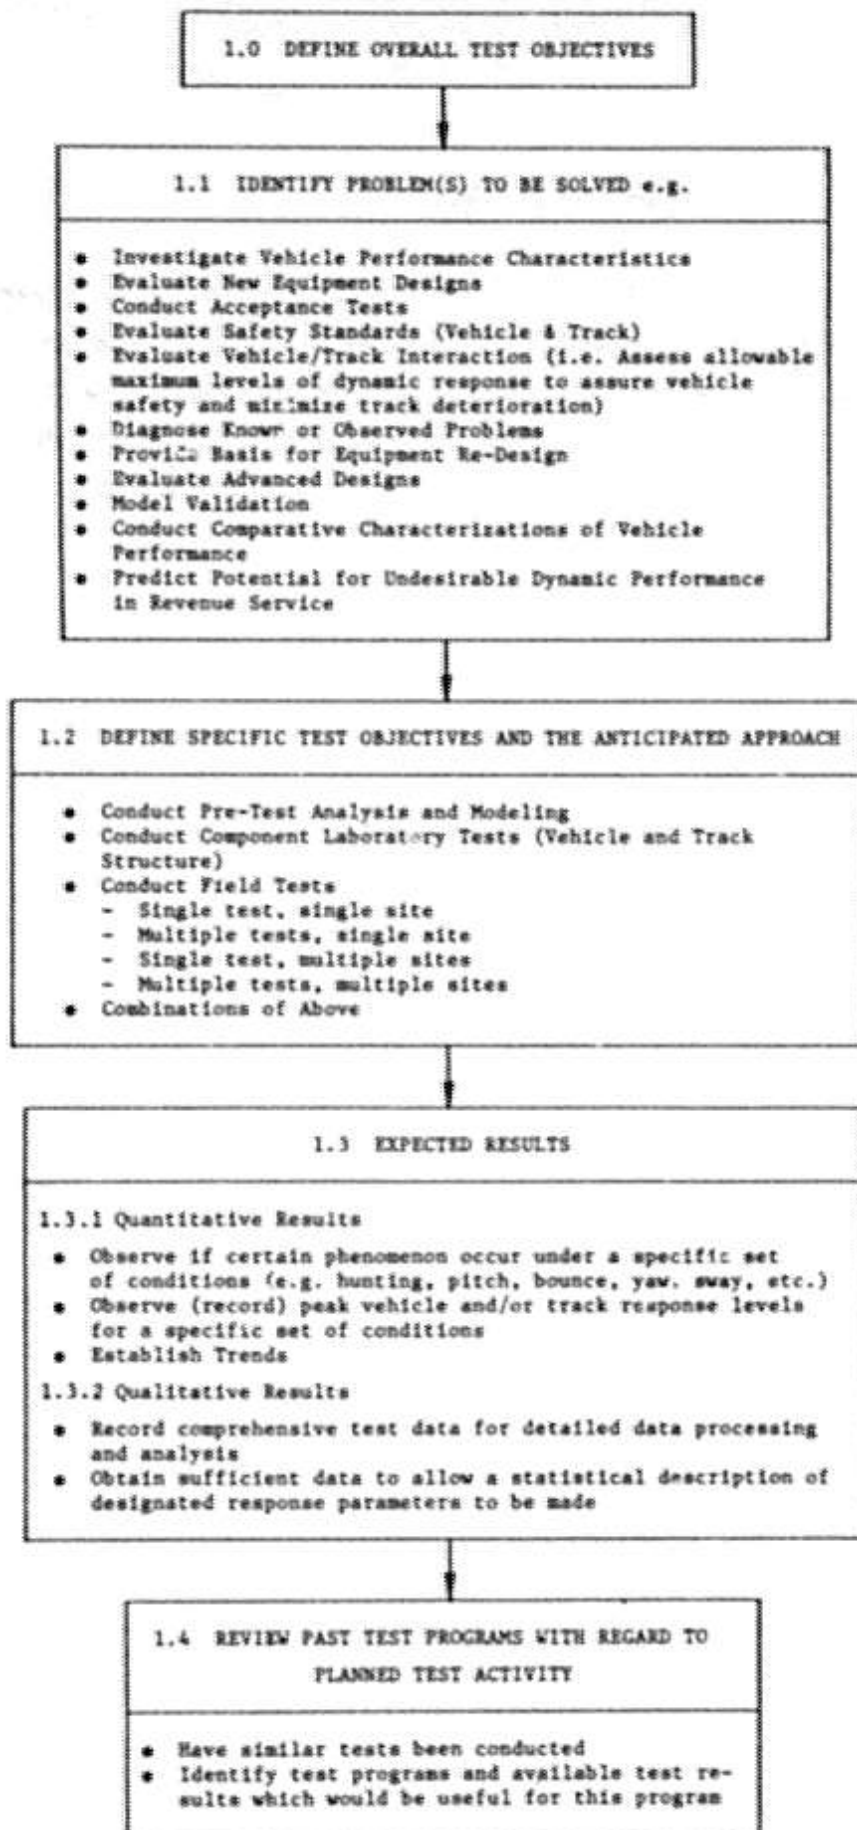 1.0 DEFINE OVERALL TEST OBJECTIVES
1.1 IDENTIFY PROBLEM(S) TO BE SOLVED e.g.
• Investigate Vehicle Performance Characteristics
• Evaluate New Equipment Designs
• Conduct Acceptance Tests
• Evaluate Safety Standards (Vehicle & Track)
• Evaluate Vehicle/Track Interaction (i.e. Assess allowable
maximum levels of dynamic response to assure vehicle
safety and minimize track deterioration)
• Diagnose Known or Observed Problems
• Provide Basis for Equipment Re-Design
• Evaluate Advanced Designs
• Model Validation
• Conduct Comparative Characterizations of Vehicle
Performance
• Predict Potential for Undesirable Dynamic Performance
in Revenue Service
1.2 DEFINE SPECIFIC TEST OBJECTIVES AND THE ANTICIPATED APPROACH
• Conduct Pre-Test Analysis and Modeling
• Conduct Component Laboratory Tests (Vehicle and Track
Structure)
• Conduct Field Tests
- Single test, single site
- Multiple tests, single site
- Single test, multiple sites
- Multiple tests, multiple sites
• Combinations of Above
1.3 EXPECTED RESULTS
1.3.1 Quantitative Results
• Observe if certain phenomenon occur under a specific set
of conditions (e.g. hunting, pitch, bounce, yaw. sway, etc.)
• Observe (record) peak vehicle and/or track response levels
for a specific set of conditions
• Establish Trends
1.3.2 Qualitative Results
• Record comprehensive test data for detailed data processing
and analysis
• Obtain sufficient data to allow a statistical description of
designated response parameters to be made
1.4 REVIEW PAST TEST PROGRAMS WITH REGARD TO
PLANNED TEST ACTIVITY
• Have similar tests been conducted
• Identify test programs and available test re-
sults which would be useful for this program